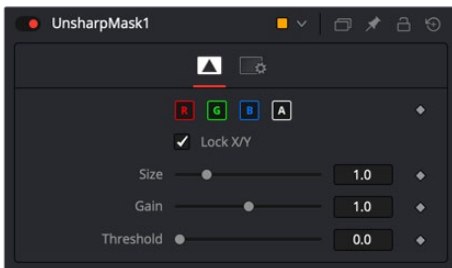 UnsharpMask1
R G B A
Lock X/Y
Size 1.0
Gain 1.0
Threshold 0.0